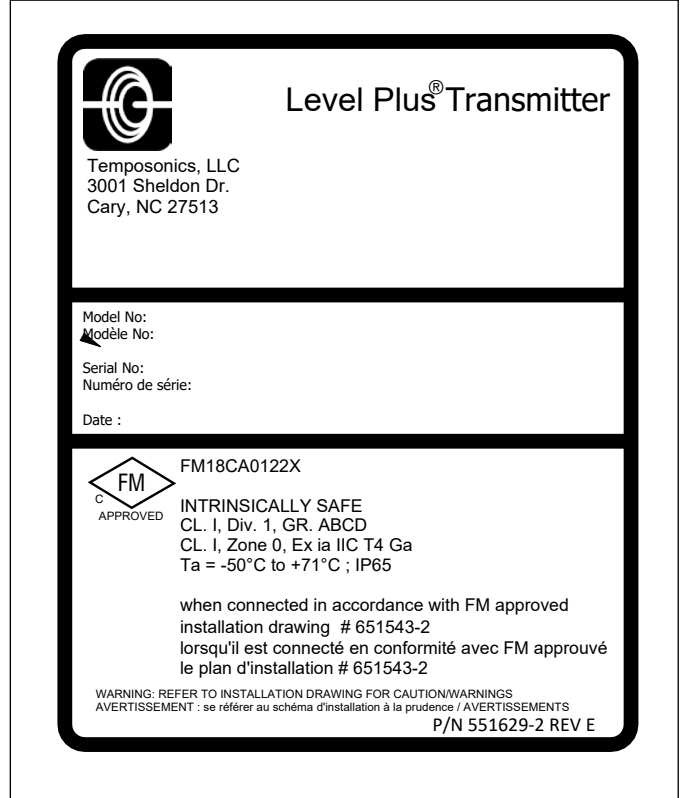 Level Plus® Transmitter
Temposonics, LLC
3001 Sheldon Dr.
Cary, NC 27513
Model No:
Modèle No:
Serial No:
Numéro de série:
Date :
FM
C
APPROVED
FM18CA0122X
INTRINSICALLY SAFE
CL. I, Div. 1, GR. ABCD
CL. I, Zone 0, Ex ia IIC T4 Ga
Ta = -50°C to +71°C ; IP65
when connected in accordance with FM approved
installation drawing # 651543-2
lorsqu'il est connecté en conformité avec FM approuvé
le plan d'installation # 651543-2
WARNING: REFER TO INSTALLATION DRAWING FOR CAUTION/WARNINGS
AVERTISSEMENT : se référer au schéma d'installation à la prudence / AVERTISSEMENTS
P/N 551629-2 REV E